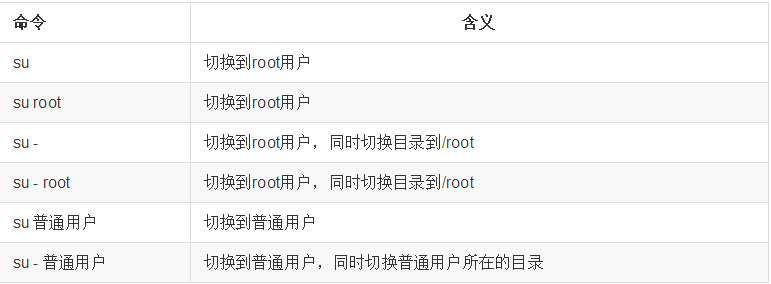 命令 含义
su 切换到root用户
su root 切换到root用户
su - 切换到root用户，同时切换目录到/root
su - root 切换到root用户，同时切换目录到/root
su 普通用户 切换到普通用户
su - 普通用户 切换到普通用户，同时切换普通用户所在的目录